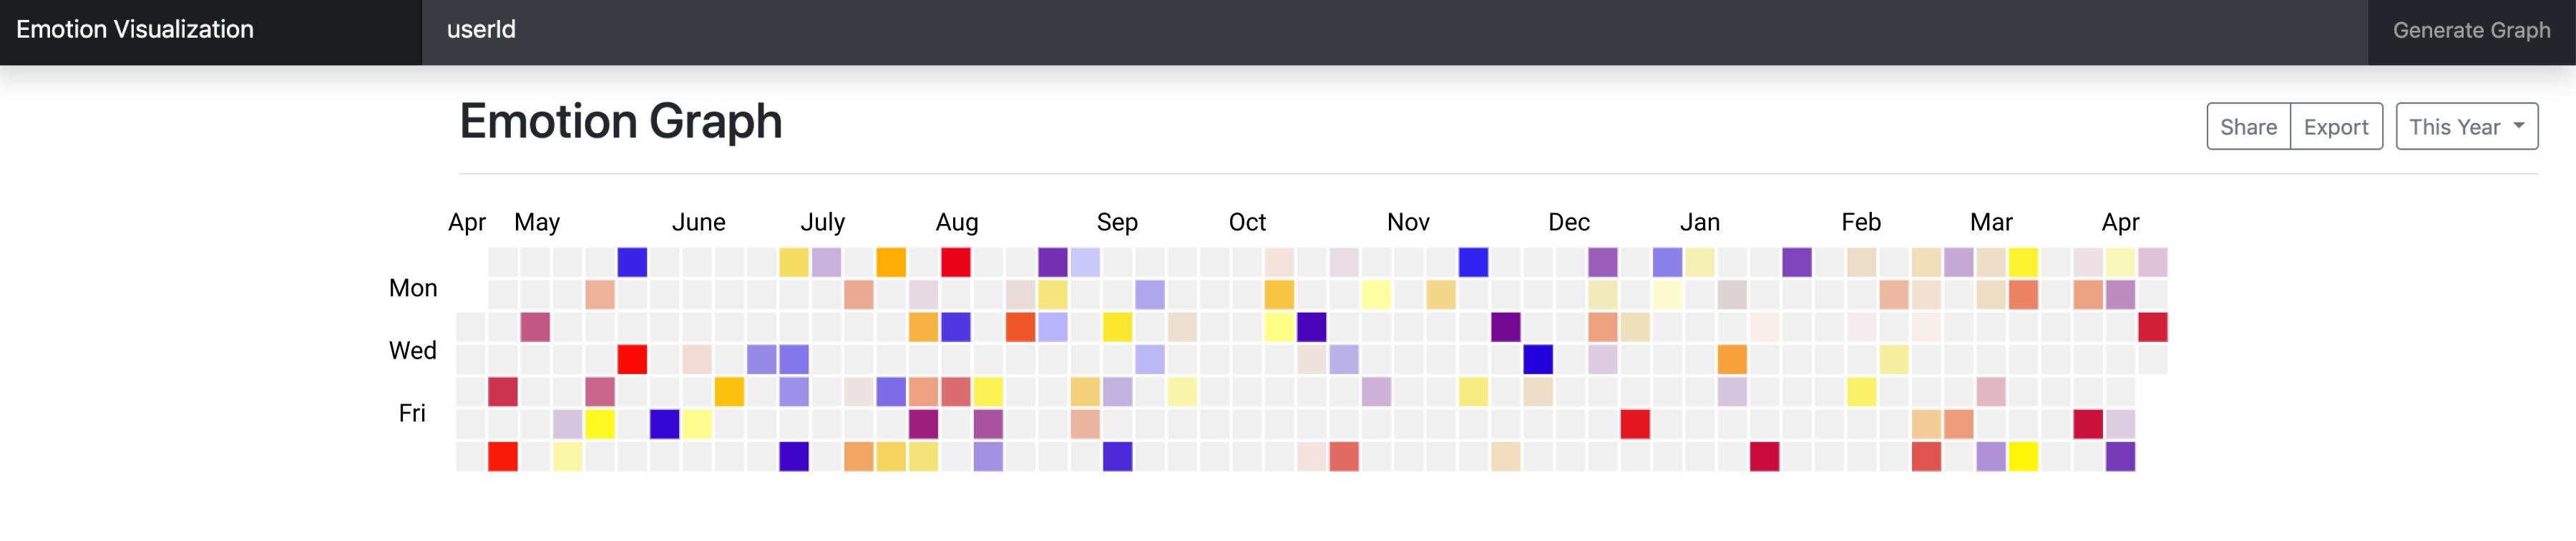 Emotion Visualization userId Generate Graph
Emotion Graph
Share Export This Year
Apr May June July Aug Sep Oct Nov Dec Jan Feb Mar Apr
Mon
Wed
Fri